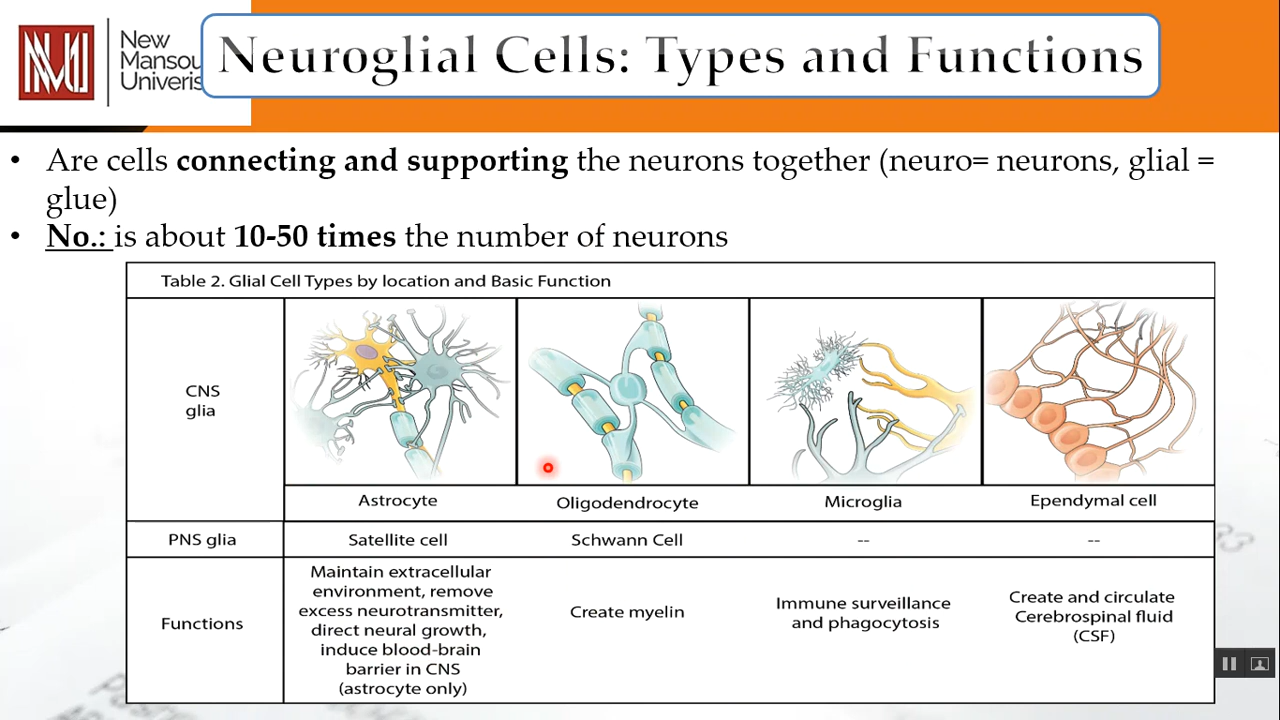 New
Mansou
Universi
Neuroglial Cells: Types and Functions
• Are cells connecting and supporting the neurons together (neuro= neurons, glial =
glue)
• No.: is about 10-50 times the number of neurons
Table 2. Glial Cell Types by location and Basic Function
CNS
glia
Astrocyte
Oligodendrocyte
Microglia
Ependymal cell
PNS glia
Satellite cell
Schwann Cell
--
--
Functions
Maintain extracellular
environment, remove
excess neurotransmitter,
direct neural growth,
induce blood-brain
barrier in CNS
(astrocyte only)
Create myelin
Immune surveillance
and phagocytosis
Create and circulate
Cerebrospinal fluid
(CSF)